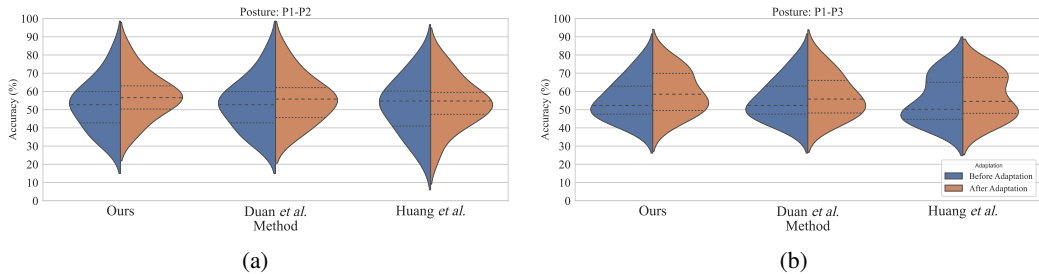 Posture: P1-P2
Accuracy (%)
100
90
80
70
60
50
40
30
20
10
0
Ours
Duan et al.
Huang et al.
Method
(a)
Posture: P1-P3
Accuracy (%)
100
90
80
70
60
50
40
30
20
10
0
Adaptation
Before Adaptation
After Adaptation
Ours
Duan et al.
Huang et al.
Method
(b)